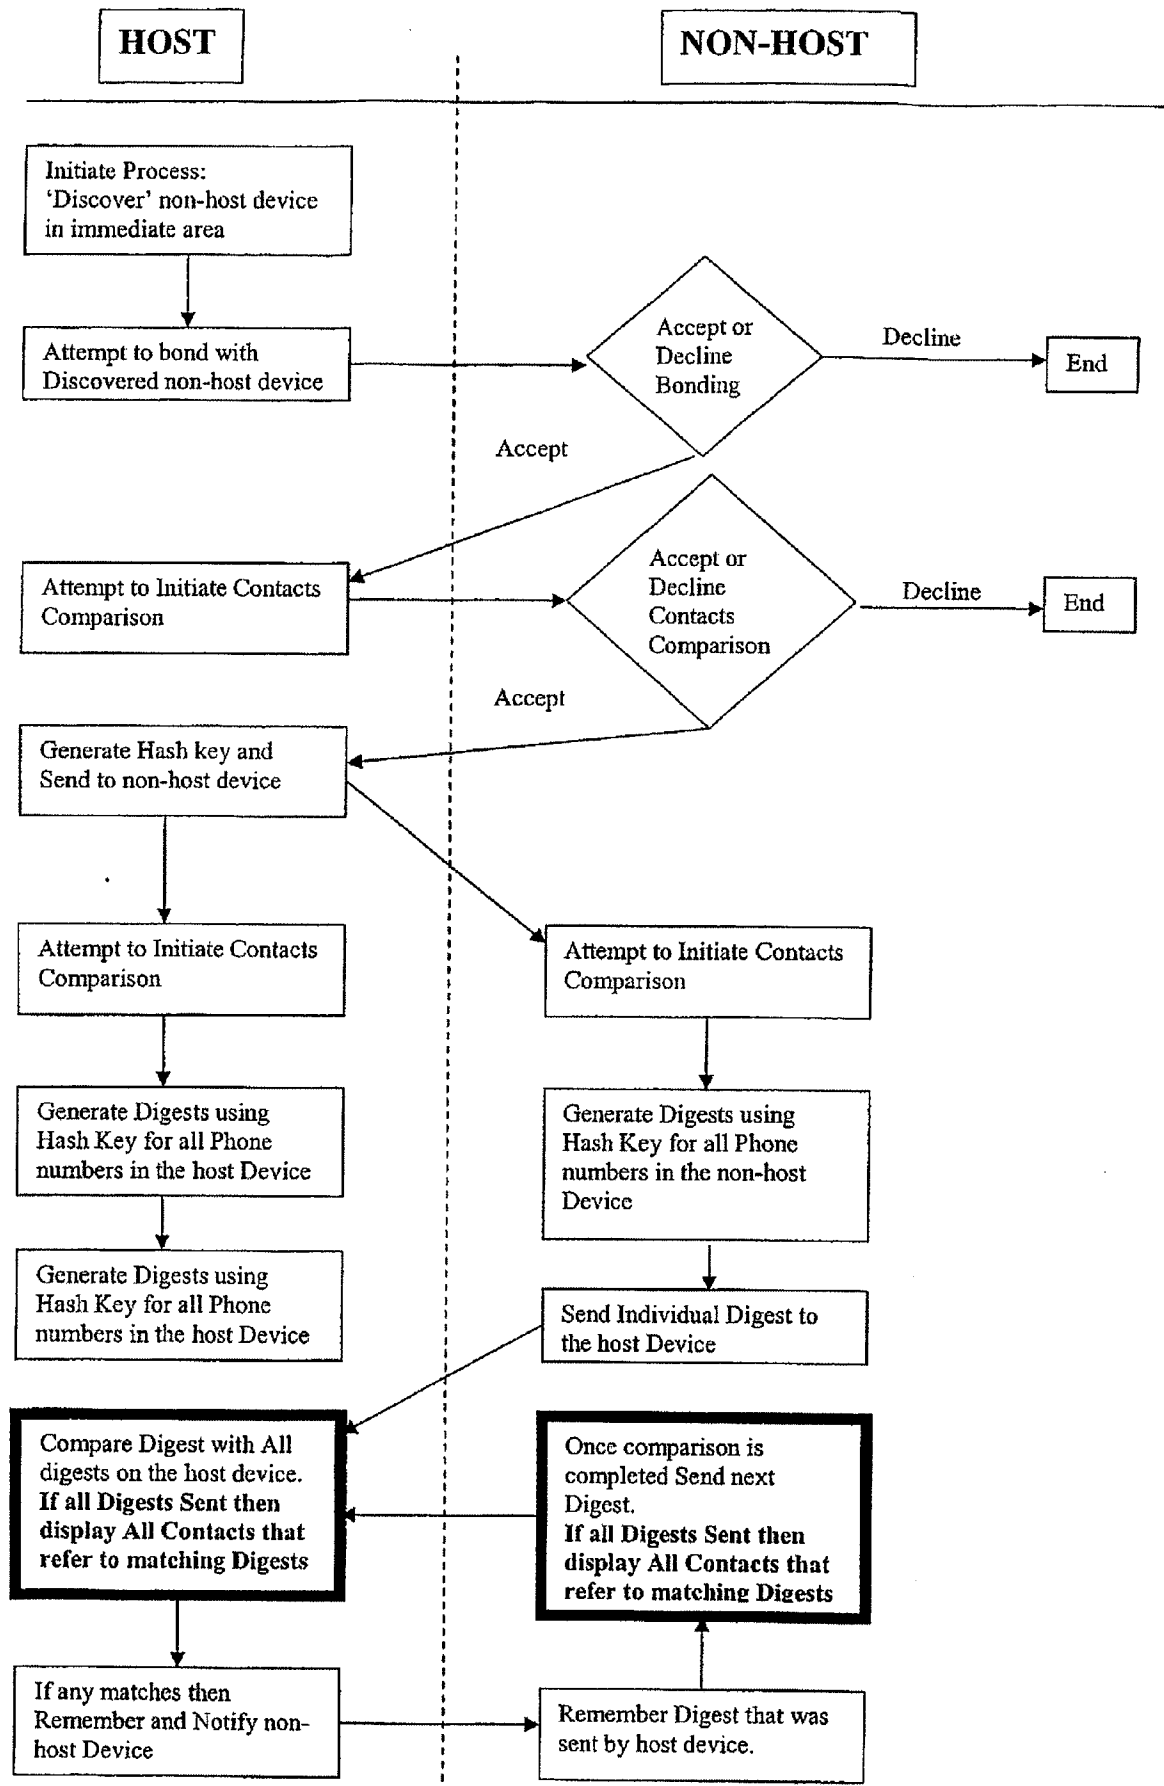 HOST
NON-HOST
Initiate Process:
‘Discover’ non-host device
in immediate area
Attempt to bond with
Discovered non-host device
Accept or
Decline
Bonding
Decline
End
Accept
Attempt to Initiate Contacts
Comparison
Accept or
Decline
Contacts
Comparison
Decline
End
Accept
Generate Hash key and
Send to non-host device
Attempt to Initiate Contacts
Comparison
Attempt to Initiate Contacts
Comparison
Generate Digests using
Hash Key for all Phone
numbers in the host Device
Generate Digests using
Hash Key for all Phone
numbers in the non-host
Device
Generate Digests using
Hash Key for all Phone
numbers in the host Device
Send Individual Digest to
the host Device
Compare Digest with All
digests on the host device.
If all Digests Sent then
display All Contacts that
refer to matching Digests
Once comparison is
completed Send next
Digest.
If all Digests Sent then
display All Contacts that
refer to matching Digests
If any matches then
Remember and Notify non-
host Device
Remember Digest that was
sent by host device.